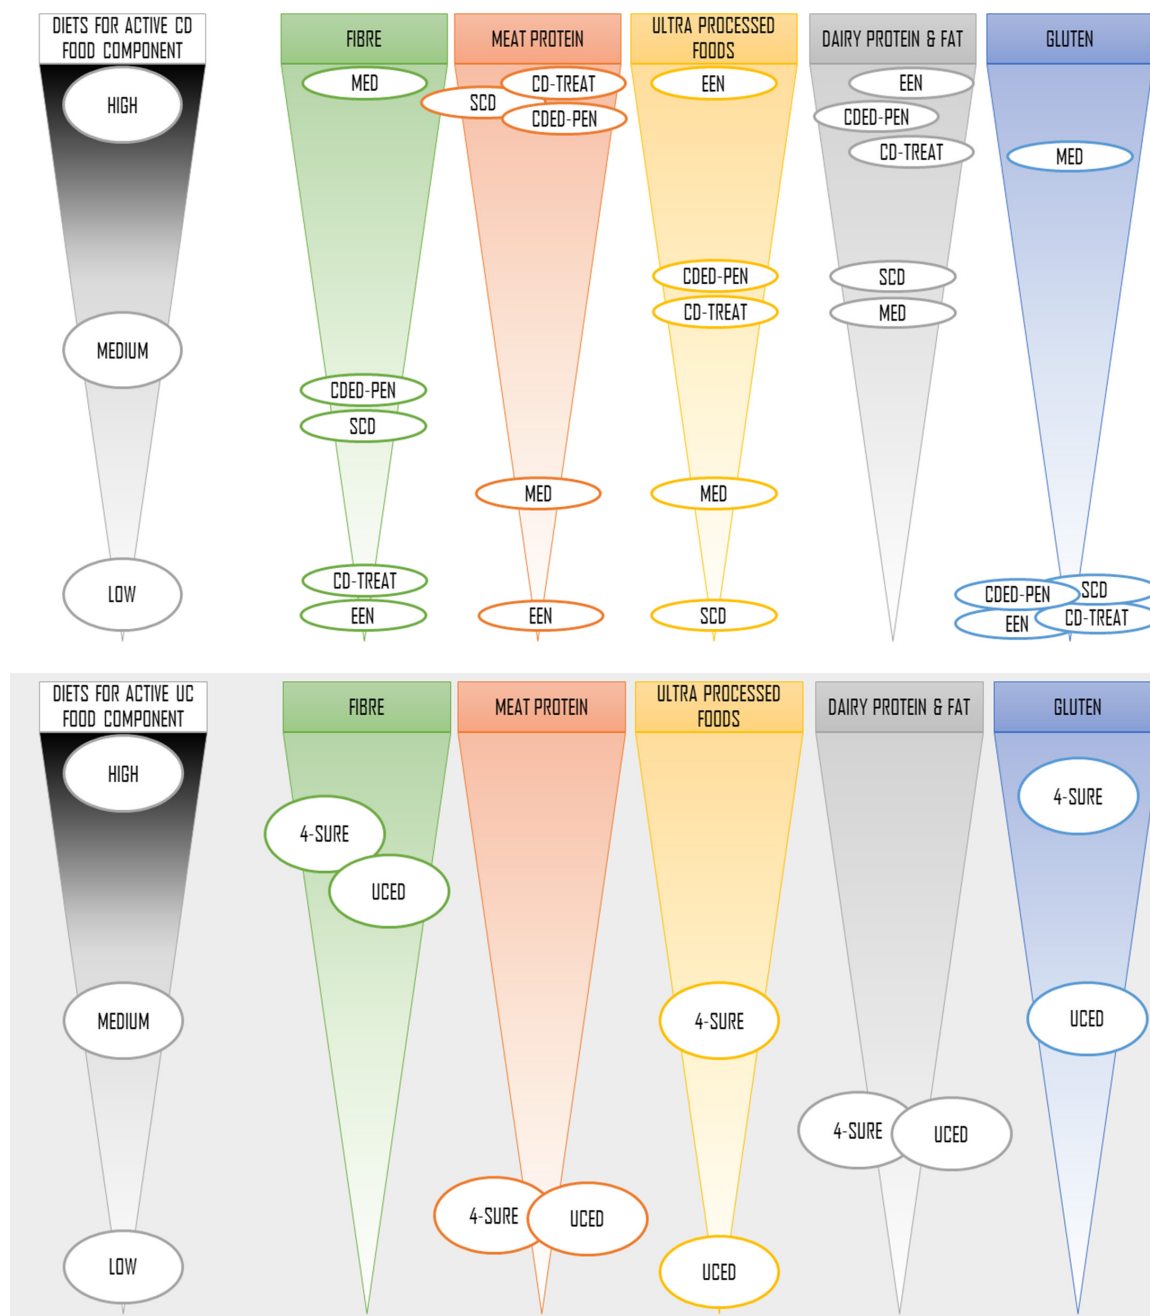 DIETS FOR ACTIVE CD
FOOD COMPONENT
FIBRE
MEAT PROTEIN
ULTRA PROCESSED
FOODS
DAIRY PROTEIN & FAT
GLUTEN
HIGH
MEDIUM
LOW
MED
CDED-PEN
SCD
CD-TREAT
EEN
CD-TREAT
SCD
CDED-PEN
MED
EEN
EEN
CDED-PEN
CD-TREAT
MED
SCD
EEN
CDED-PEN
CD-TREAT
SCD
MED
MED
CDED-PEN
SCD
EEN
CD-TREAT
DIETS FOR ACTIVE UC
FOOD COMPONENT
FIBRE
MEAT PROTEIN
ULTRA PROCESSED
FOODS
DAIRY PROTEIN & FAT
GLUTEN
HIGH
MEDIUM
LOW
4-SURE
UCED
4-SURE
UCED
4-SURE
UCED
4-SURE
UCED
4-SURE
UCED